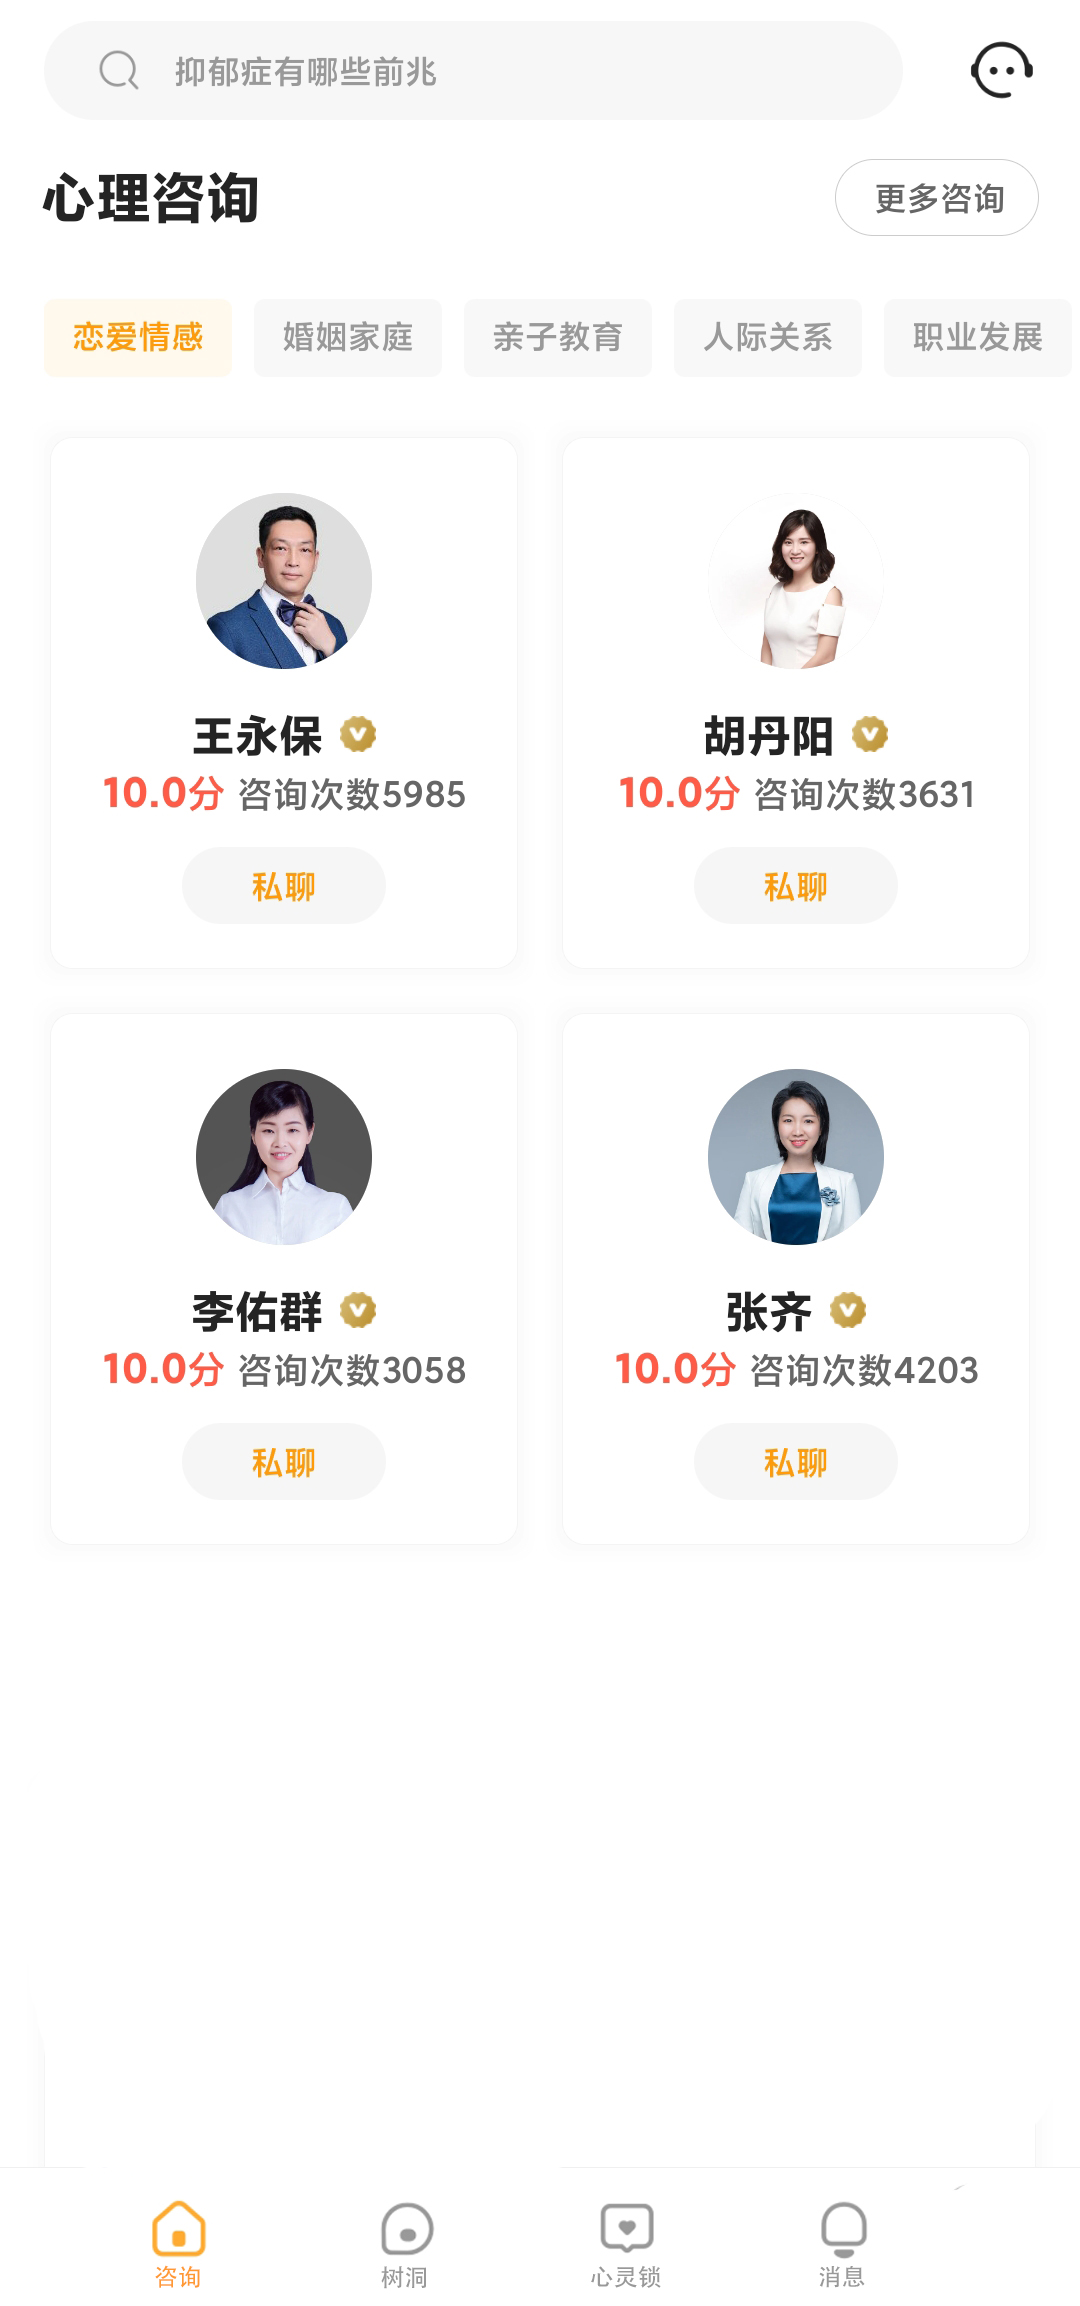 抑郁症有哪些前兆
心理咨询
更多咨询
恋爱情感 婚姻家庭 亲子教育 人际关系 职业发展
王永保
10.0分 咨询次数5985
私聊
胡丹阳
10.0分 咨询次数3631
私聊
李佑群
10.0分 咨询次数3058
私聊
张齐
10.0分 咨询次数4203
私聊
咨询 树洞 心灵锁 消息